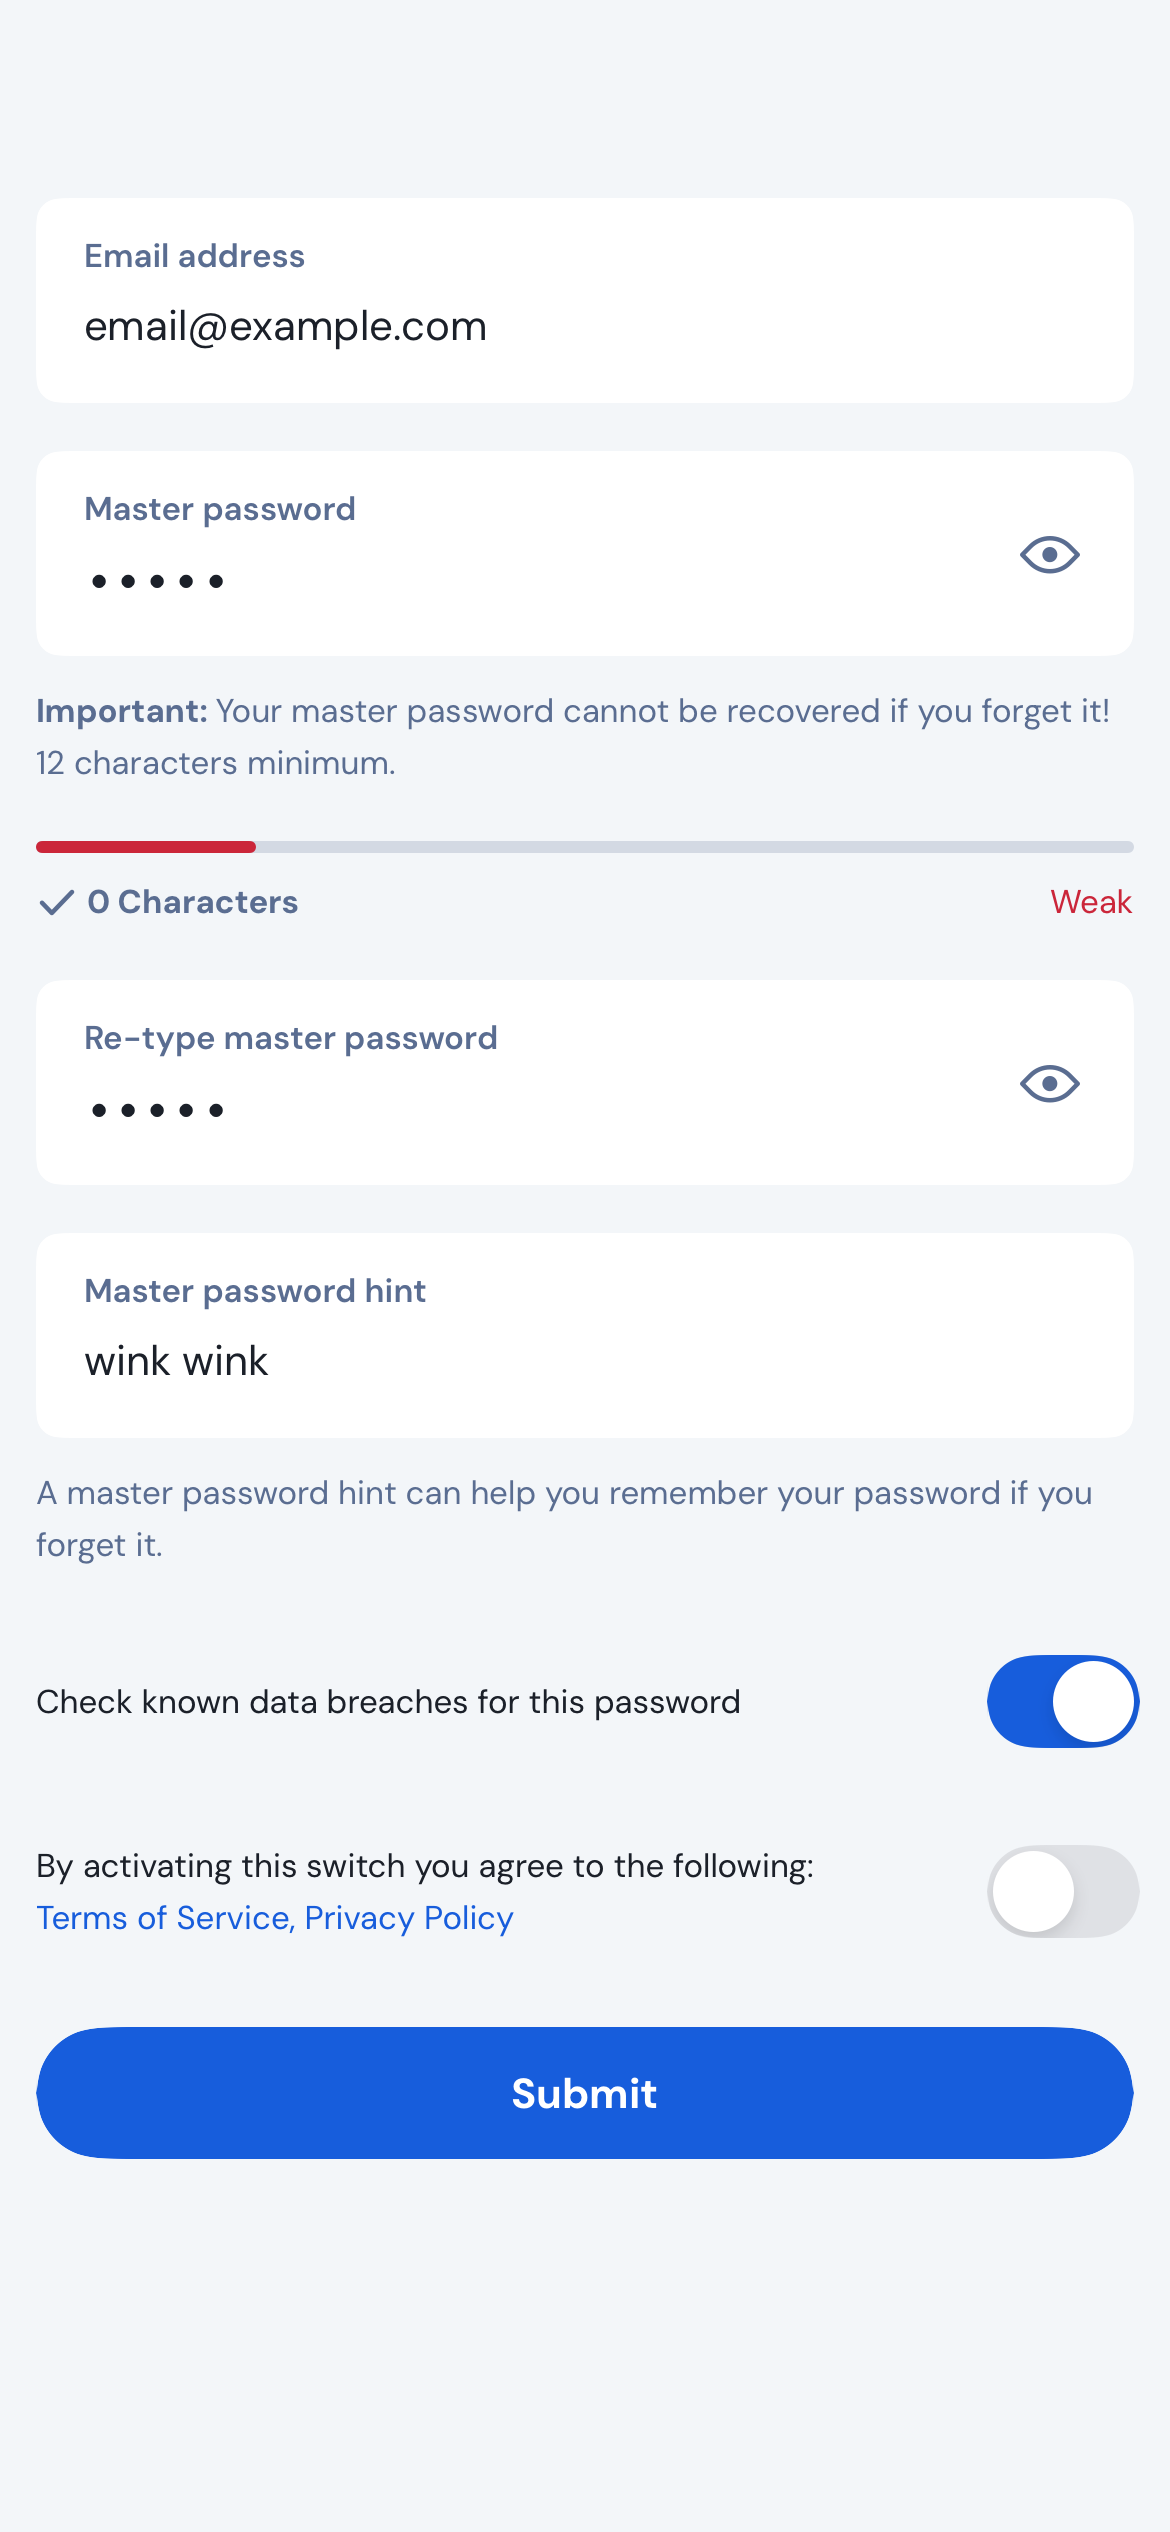 Email address
email@example.com
Master password
•••••
Important: Your master password cannot be recovered if you forget it!
12 characters minimum.
0 Characters
Weak
Re-type master password
•••••
Master password hint
wink wink
A master password hint can help you remember your password if you
forget it.
Check known data breaches for this password
By activating this switch you agree to the following:
Terms of Service, Privacy Policy
Submit